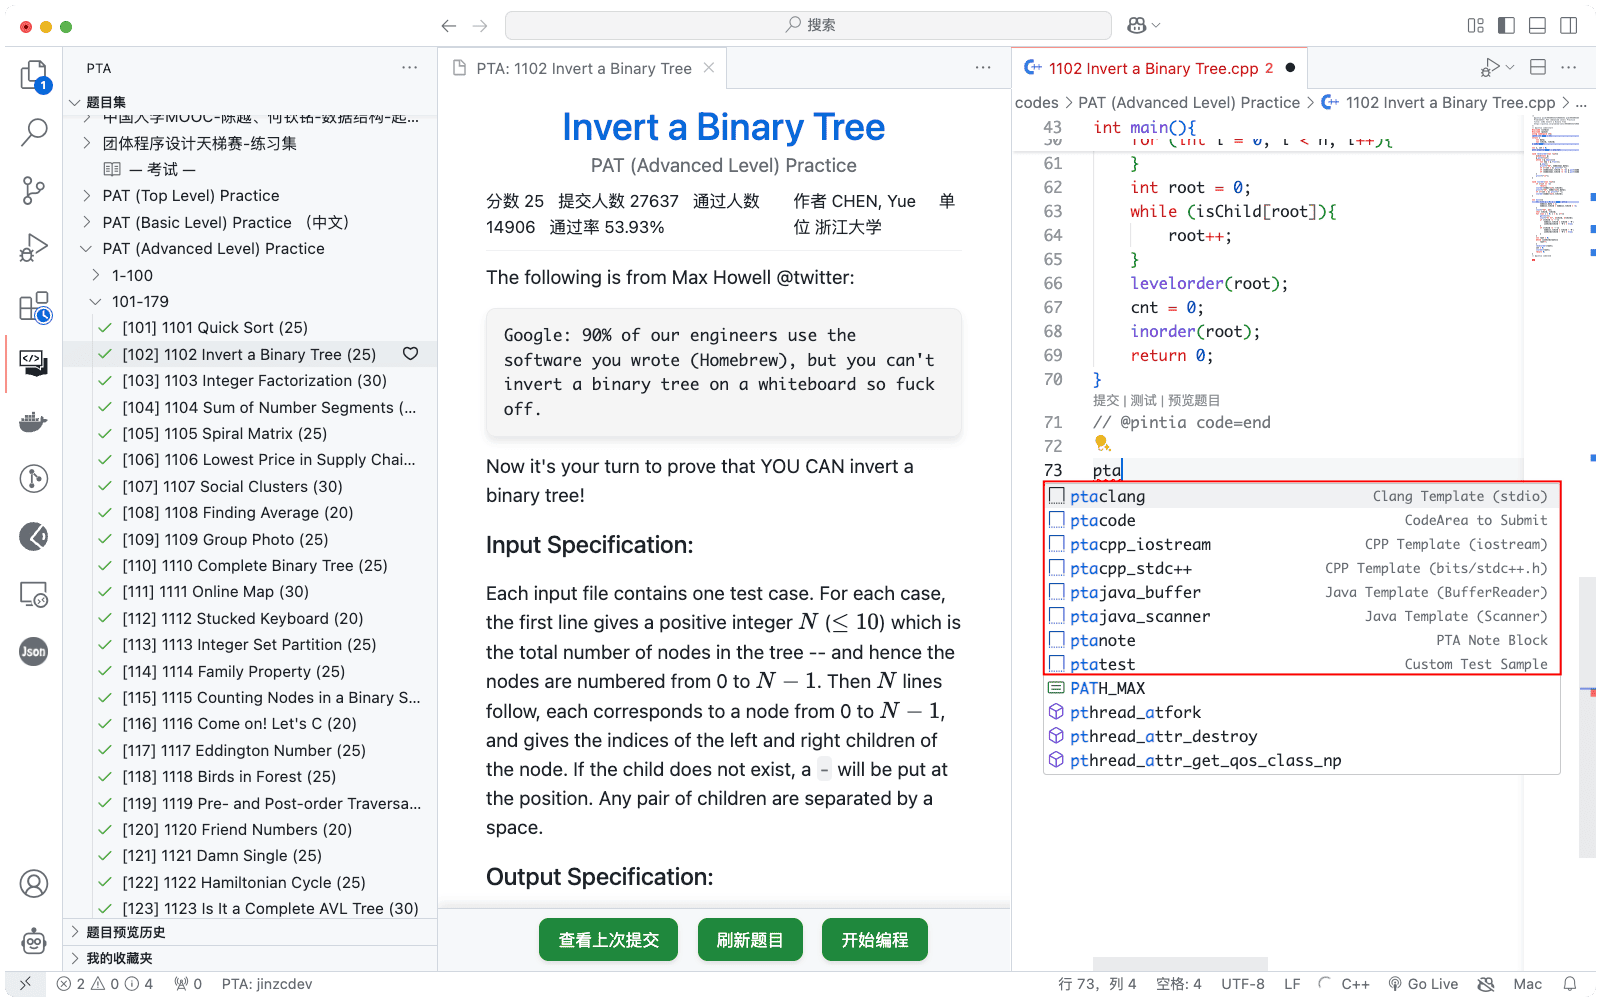 搜索
1
PTA
题目集
中国大学MOOC-陈越、何钦铭-数据结构-起...
团体程序设计天梯赛-练习集
— 考试 —
PAT (Top Level) Practice
PAT (Basic Level) Practice （中文）
PAT (Advanced Level) Practice
1-100
101-179
[101] 1101 Quick Sort (25)
[102] 1102 Invert a Binary Tree (25)
[103] 1103 Integer Factorization (30)
[104] 1104 Sum of Number Segments (...
[105] 1105 Spiral Matrix (25)
[106] 1106 Lowest Price in Supply Chai...
[107] 1107 Social Clusters (30)
[108] 1108 Finding Average (20)
[109] 1109 Group Photo (25)
[110] 1110 Complete Binary Tree (25)
[111] 1111 Online Map (30)
[112] 1112 Stucked Keyboard (20)
[113] 1113 Integer Set Partition (25)
[114] 1114 Family Property (25)
[115] 1115 Counting Nodes in a Binary S...
[116] 1116 Come on! Let's C (20)
[117] 1117 Eddington Number (25)
[118] 1118 Birds in Forest (25)
[119] 1119 Pre- and Post-order Traversa...
[120] 1120 Friend Numbers (20)
[121] 1121 Damn Single (25)
[122] 1122 Hamiltonian Cycle (25)
[123] 1123 Is It a Complete AVL Tree (30)
题目预览历史
我的收藏夹
Json
PTA: 1102 Invert a Binary Tree
Invert a Binary Tree
PAT (Advanced Level) Practice
分数 25 提交人数 27637 通过人数 14906 通过率 53.93%
作者 CHEN, Yue 单位 浙江大学
The following is from Max Howell @twitter:
Google: 90% of our engineers use the
software you wrote (Homebrew), but you can't
invert a binary tree on a whiteboard so fuck
off.
Now it's your turn to prove that YOU CAN invert a
binary tree!
Input Specification:
Each input file contains one test case. For each case,
the first line gives a positive integer N (≤ 10) which is
the total number of nodes in the tree -- and hence the
nodes are numbered from 0 to N − 1. Then N lines
follow, each corresponds to a node from 0 to N − 1,
and gives the indices of the left and right children of
the node. If the child does not exist, a - will be put at
the position. Any pair of children are separated by a
space.
Output Specification:
查看上次提交 刷新题目 开始编程
1102 Invert a Binary Tree.cpp 2
codes > PAT (Advanced Level) Practice > 1102 Invert a Binary Tree.cpp > ...
43 int main(){
50 for (int i = 0; i < n; i++){
61 }
62 int root = 0;
63 while (isChild[root]){
64 root++;
65 }
66 levelorder(root);
67 cnt = 0;
68 inorder(root);
69 return 0;
70 }
提交 | 测试 | 预览题目
71 // @pintia code=end
72
73 pta
ptaclang Clang Template (stdio)
ptacode CodeArea to Submit
ptacpp_iostream CPP Template (iostream)
ptacpp_stdc++ CPP Template (bits/stdc++.h)
ptajava_buffer Java Template (BufferReader)
ptajava_scanner Java Template (Scanner)
ptanote PTA Note Block
ptatest Custom Test Sample
PATH_MAX
pthread_atfork
pthread_attr_destroy
pthread_attr_get_qos_class_np
2 0 4 0 PTA: jinzcdev 行 73，列 4 空格: 4 UTF-8 LF C++ Go Live Mac